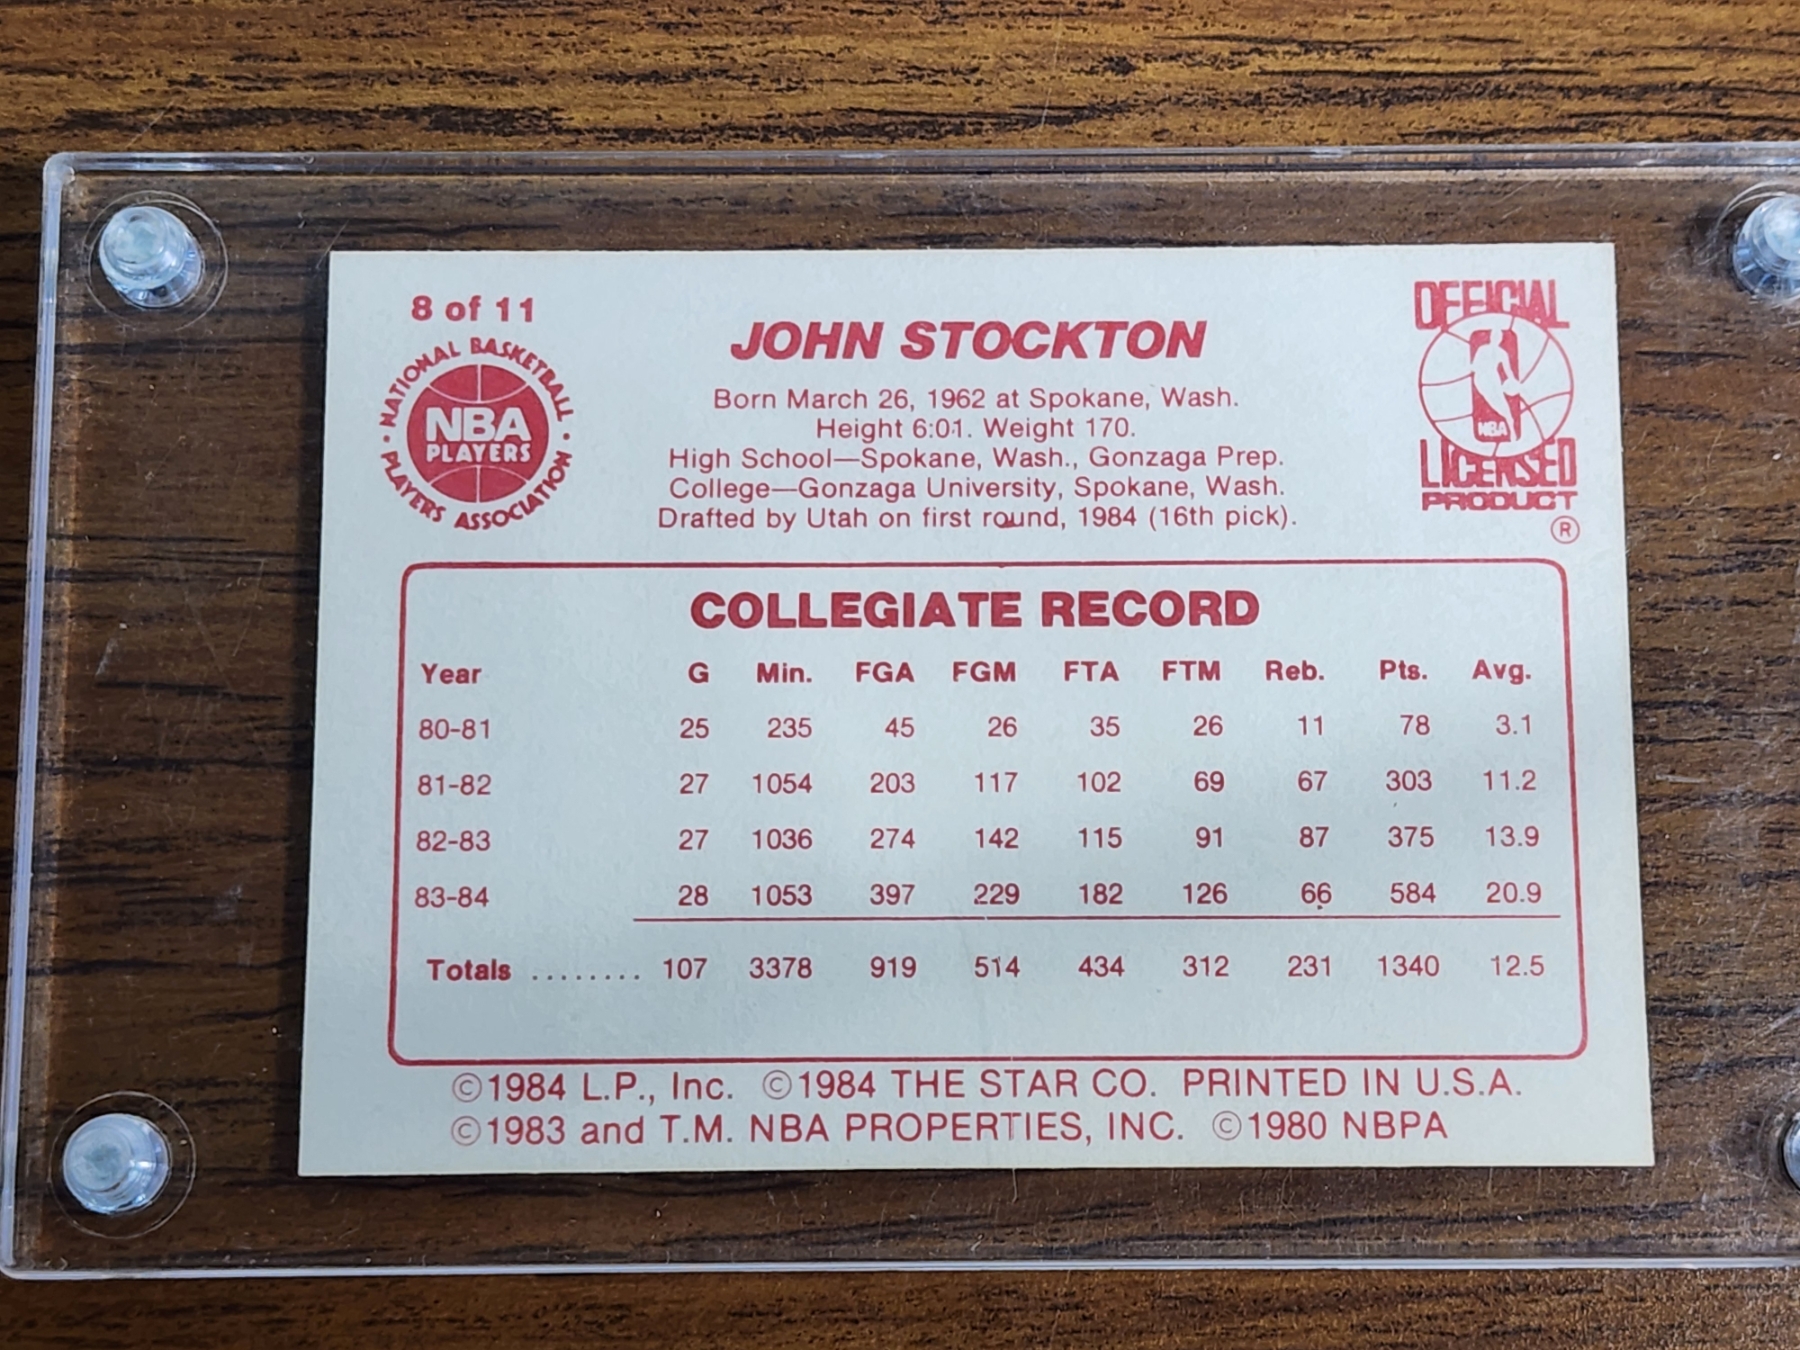 8 of 11
NATIONAL BASKETBALL
PLAYERS ASSOCIATION
NBA
PLAYERS
JOHN STOCKTON
Born March 26, 1962 at Spokane, Wash.
Height 6:01. Weight 170.
High School—Spokane, Wash., Gonzaga Prep.
College—Gonzaga University, Spokane, Wash.
Drafted by Utah on first round, 1984 (16th pick).
OFFICIAL
NBA
LICENSED
PRODUCT
®
COLLEGIATE RECORD
Year G Min. FGA FGM FTA FTM Reb. Pts. Avg.
80-81 25 235 45 26 35 26 11 78 3.1
81-82 27 1054 203 117 102 69 67 303 11.2
82-83 27 1036 274 142 115 91 87 375 13.9
83-84 28 1053 397 229 182 126 66 584 20.9
Totals ........ 107 3378 919 514 434 312 231 1340 12.5
©1984 L.P., Inc. ©1984 THE STAR CO. PRINTED IN U.S.A.
©1983 and T.M. NBA PROPERTIES, INC. ©1980 NBPA